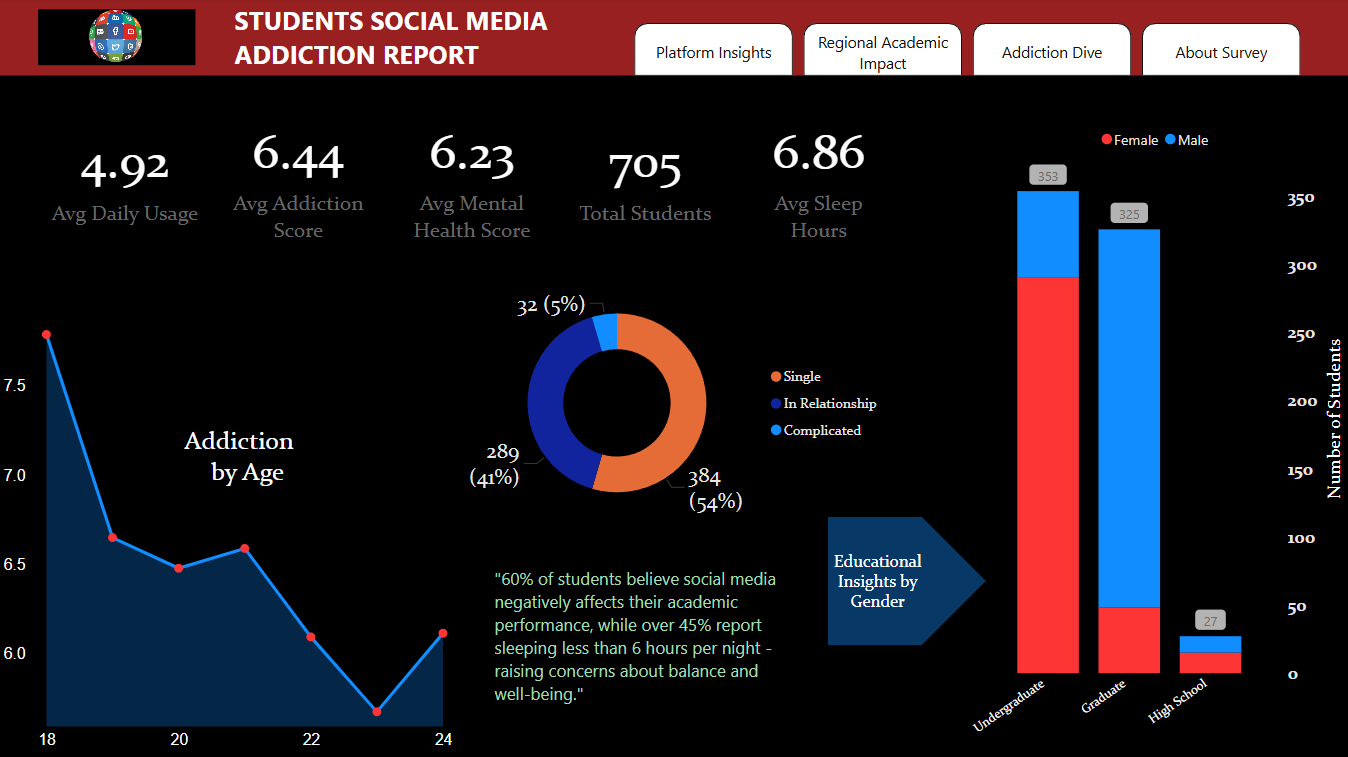 STUDENTS SOCIAL MEDIA
ADDICTION REPORT
Platform Insights
Regional Academic
Impact
Addiction Dive
About Survey
4.92
Avg Daily Usage
6.44
Avg Addiction
Score
6.23
Avg Mental
Health Score
705
Total Students
6.86
Avg Sleep
Hours
Addiction
by Age
7.5
7.0
6.5
6.0
18
20
22
24
32 (5%)
289
(41%)
384
(54%)
Single
In Relationship
Complicated
"60% of students believe social media
negatively affects their academic
performance, while over 45% report
sleeping less than 6 hours per night -
raising concerns about balance and
well-being."
Educational
Insights by
Gender
Female
Male
353
325
27
350
300
250
200
150
100
50
0
Number of Students
Undergraduate
Graduate
High School